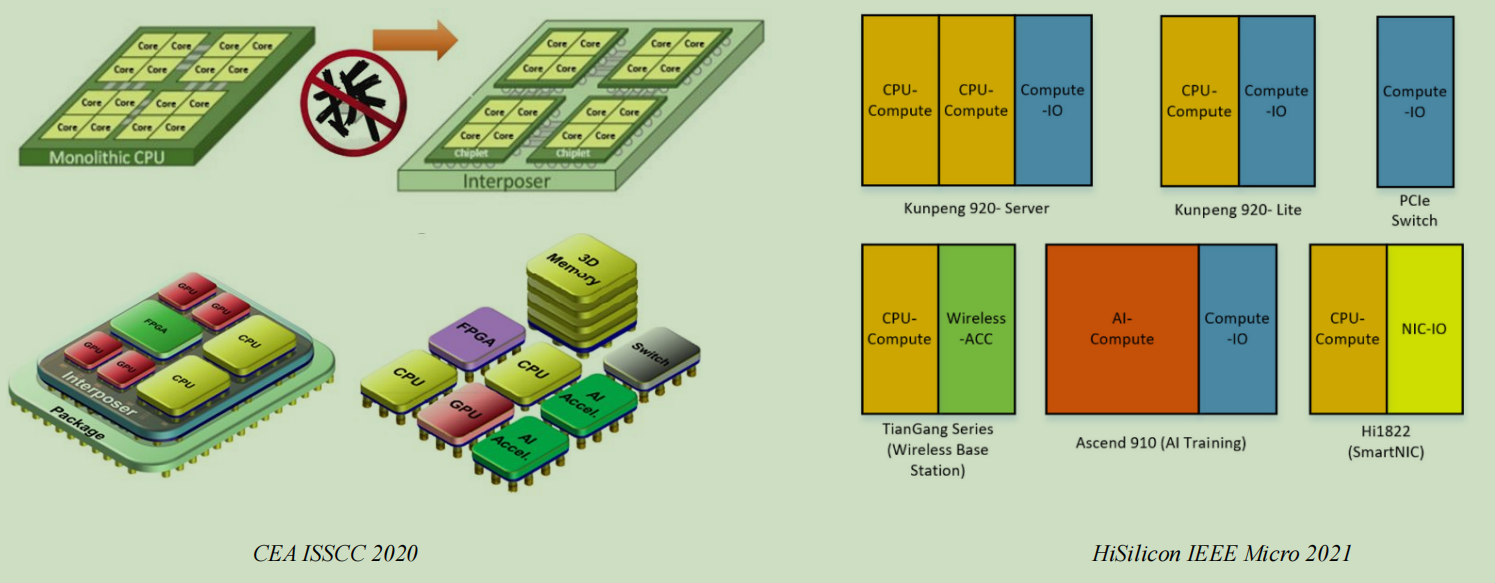 Core Core Core Core
Core Core Core Core
Core Core Core Core
Core Core Core Core
Monolithic CPU
拆
Core Core Core Core
Core Core Core Core
Core Core Core Core
Core Core Core Core
Chiplet Chiplet
Interposer
GPU
GPU
FPGA
CPU
GPU
GPU
CPU
Interposer
Package
3D
Memory
FPGA
Switch
CPU
CPU
GPU
AI
Accel.
AI
Accel.
CEA ISSCC 2020
CPU-
Compute
CPU-
Compute
Compute
-IO
Kunpeng 920- Server
CPU-
Compute
Compute
-IO
Kunpeng 920- Lite
Compute
-IO
PCIe
Switch
CPU-
Compute
Wireless
-ACC
TianGang Series
(Wireless Base
Station)
AI-
Compute
Compute
-IO
Ascend 910 (AI Training)
CPU-
Compute
NIC-IO
Hi1822
(SmartNIC)
HiSilicon IEEE Micro 2021